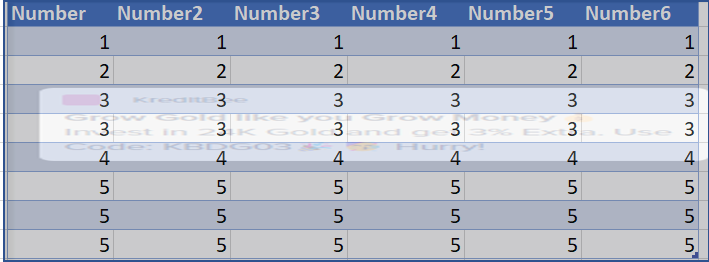 Number Number2 Number3 Number4 Number5 Number6
1 1 1 1 1 1
2 2 2 2 2 2
KreditBee
3 3 3 3 3 3
Grow Gold like you Grow Money
3 3 3 3 3 3
Invest in 24K Gold and get 3% Extra. Use
Code: KBDG03 🎉 Hurry!
4 4 4 4 4 4
5 5 5 5 5 5
5 5 5 5 5 5
5 5 5 5 5 5